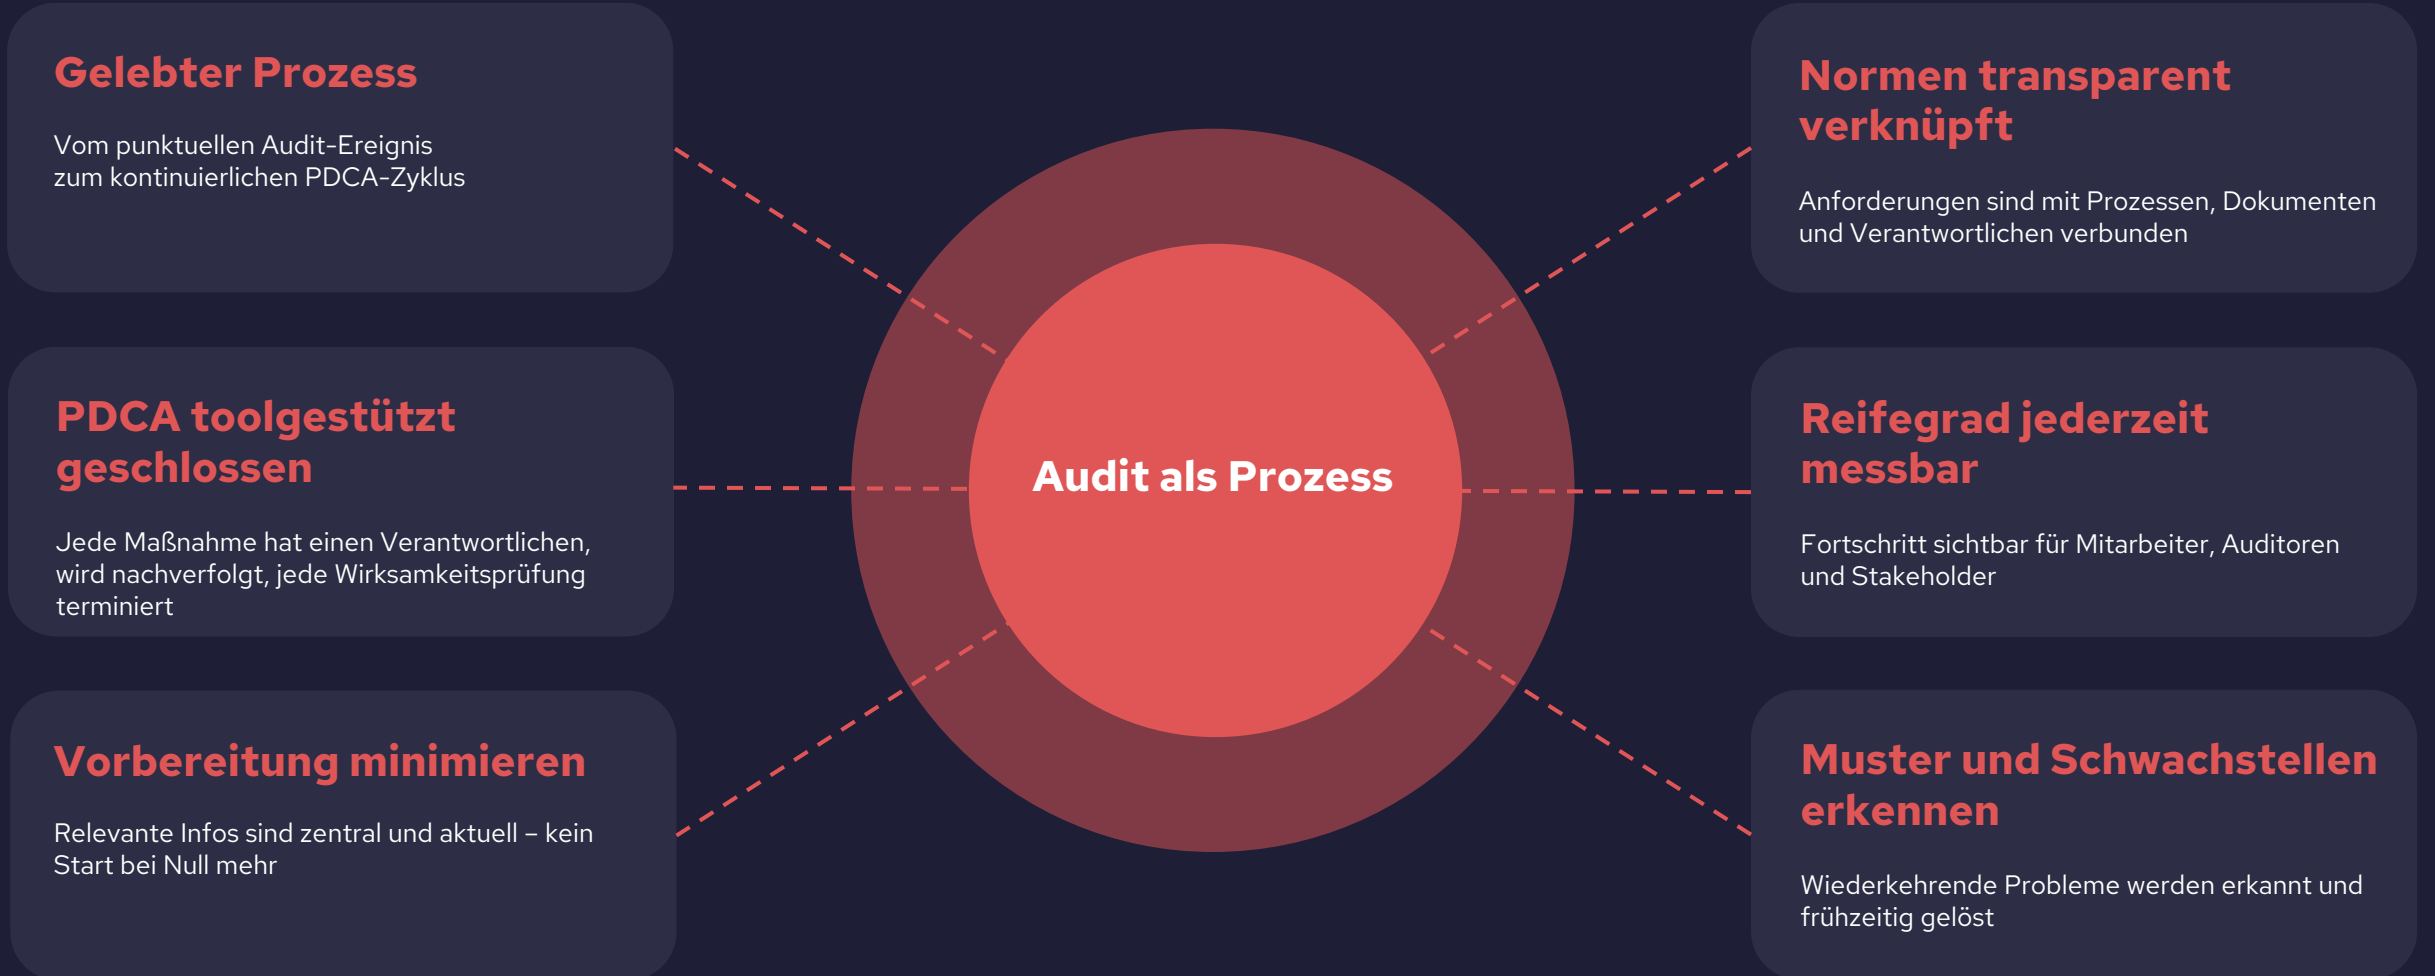 Gelebter Prozess
Vom punktuellen Audit-Ereignis
zum kontinuierlichen PDCA-Zyklus
PDCA toolgestützt
geschlossen
Jede Maßnahme hat einen Verantwortlichen,
wird nachverfolgt, jede Wirksamkeitsprüfung
terminiert
Vorbereitung minimieren
Relevante Infos sind zentral und aktuell – kein
Start bei Null mehr
Audit als Prozess
Normen transparent
verknüpft
Anforderungen sind mit Prozessen, Dokumenten
und Verantwortlichen verbunden
Reifegrad jederzeit
messbar
Fortschritt sichtbar für Mitarbeiter, Auditoren
und Stakeholder
Muster und Schwachstellen
erkennen
Wiederkehrende Probleme werden erkannt und
frühzeitig gelöst